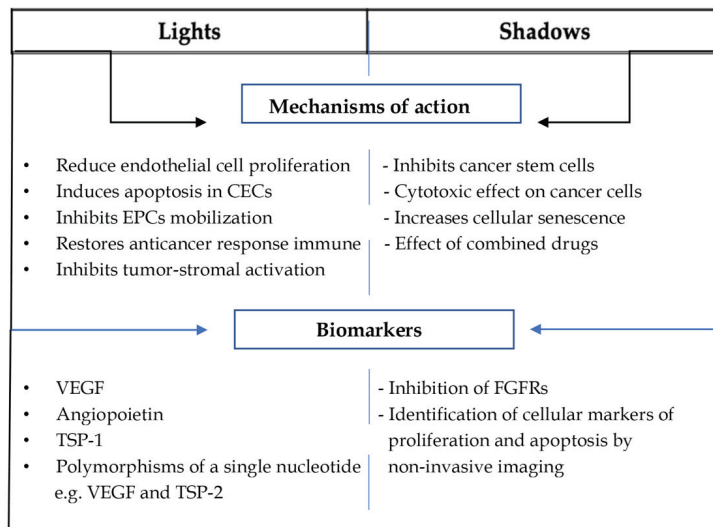 Lights
Shadows
Mechanisms of action
• Reduce endothelial cell proliferation
• Induces apoptosis in CECs
• Inhibits EPCs mobilization
• Restores anticancer response immune
• Inhibits tumor-stromal activation
- Inhibits cancer stem cells
- Cytotoxic effect on cancer cells
- Increases cellular senescence
- Effect of combined drugs
Biomarkers
• VEGF
• Angiopoietin
• TSP-1
• Polymorphisms of a single nucleotide
e.g. VEGF and TSP-2
- Inhibition of FGFRs
- Identification of cellular markers of
proliferation and apoptosis by
non-invasive imaging